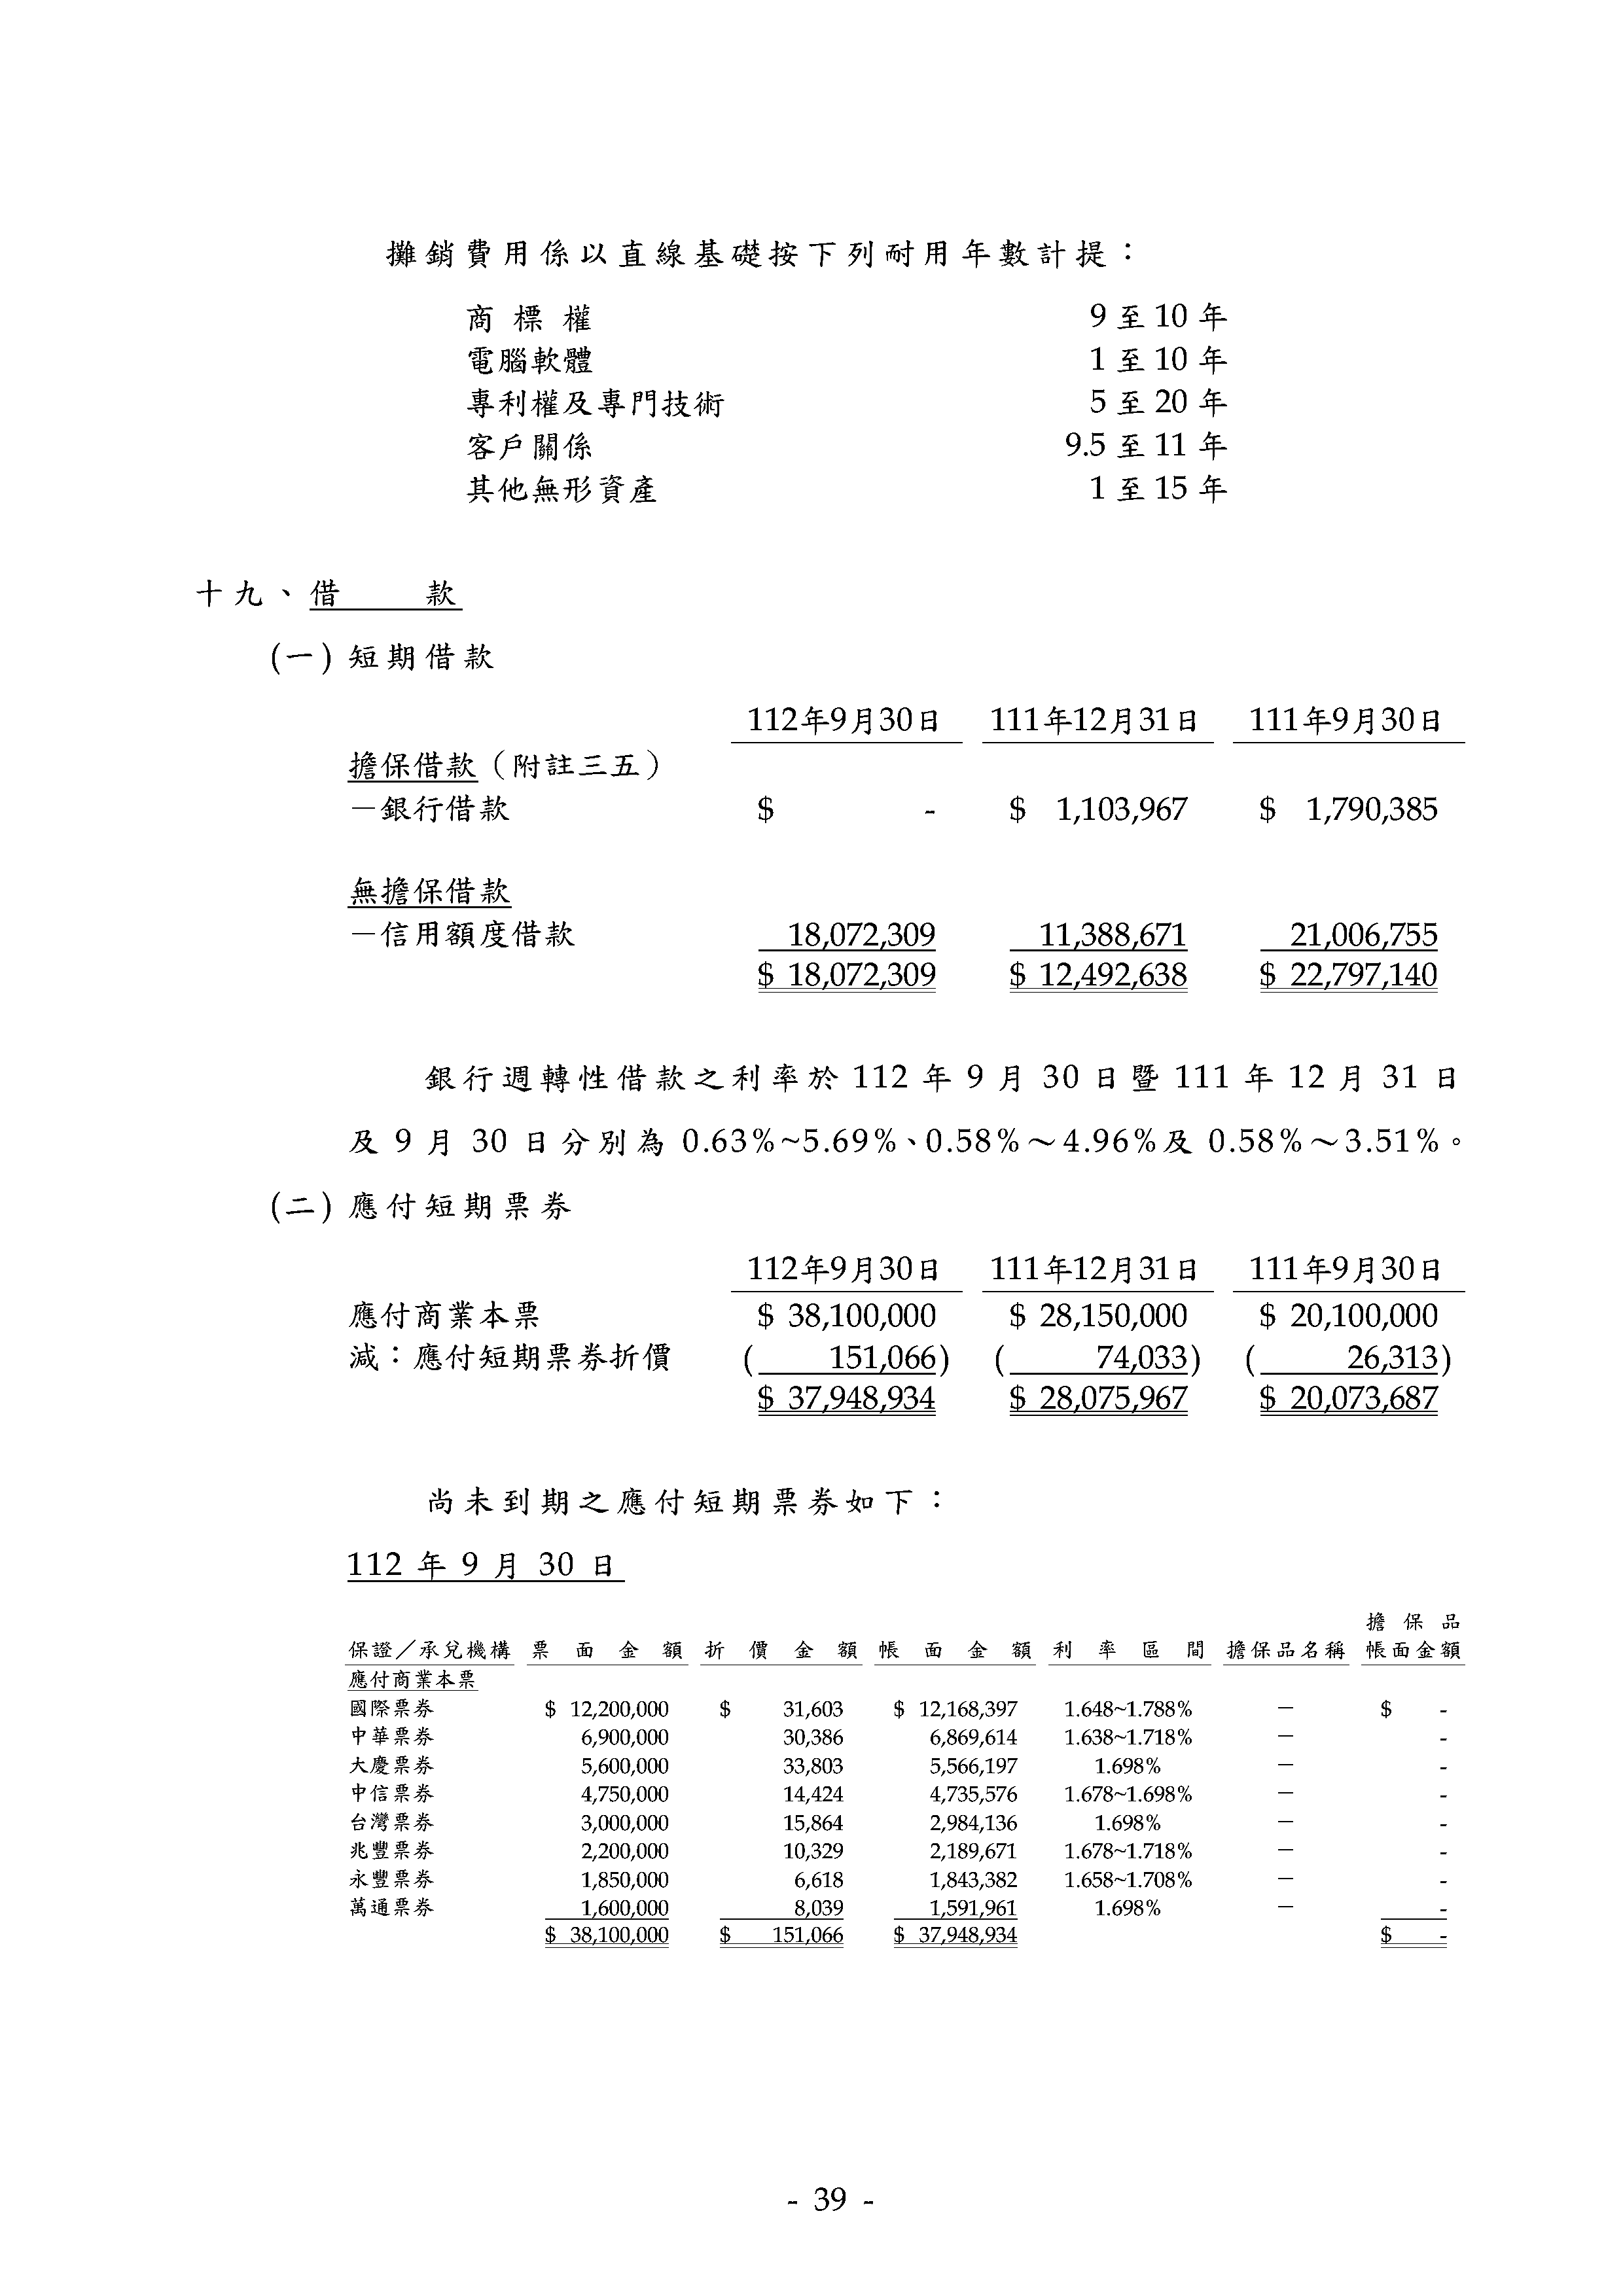 攤銷費用係以直線基礎按下列耐用年數計提：
商標權 9 至 10 年
電腦軟體 1 至 10 年
專利權及專門技術 5 至 20 年
客戶關係 9.5 至 11 年
其他無形資產 1 至 15 年
十九、借 款
(一) 短期借款
112年9月30日 111年12月31日 111年9月30日
擔保借款（附註三五）
－銀行借款 $ - $ 1,103,967 $ 1,790,385
無擔保借款
－信用額度借款 18,072,309 11,388,671 21,006,755
$ 18,072,309 $ 12,492,638 $ 22,797,140
銀行週轉性借款之利率於 112 年 9 月 30 日暨 111 年 12 月 31 日
及 9 月 30 日分別為 0.63%~5.69%、0.58%～4.96%及 0.58%～3.51%。
(二) 應付短期票券
112年9月30日 111年12月31日 111年9月30日
應付商業本票 $ 38,100,000 $ 28,150,000 $ 20,100,000
減：應付短期票券折價 ( 151,066) ( 74,033) ( 26,313)
$ 37,948,934 $ 28,075,967 $ 20,073,687
尚未到期之應付短期票券如下：
112 年 9 月 30 日
擔保品
保證／承兌機構 票面金額 折價金額 帳面金額 利率區間 擔保品名稱 帳面金額
應付商業本票
國際票券 $ 12,200,000 $ 31,603 $ 12,168,397 1.648~1.788% － $ -
中華票券 6,900,000 30,386 6,869,614 1.638~1.718% － -
大慶票券 5,600,000 33,803 5,566,197 1.698% － -
中信票券 4,750,000 14,424 4,735,576 1.678~1.698% － -
台灣票券 3,000,000 15,864 2,984,136 1.698% － -
兆豐票券 2,200,000 10,329 2,189,671 1.678~1.718% － -
永豐票券 1,850,000 6,618 1,843,382 1.658~1.708% － -
萬通票券 1,600,000 8,039 1,591,961 1.698% － -
$ 38,100,000 $ 151,066 $ 37,948,934 $ -
- 39 -